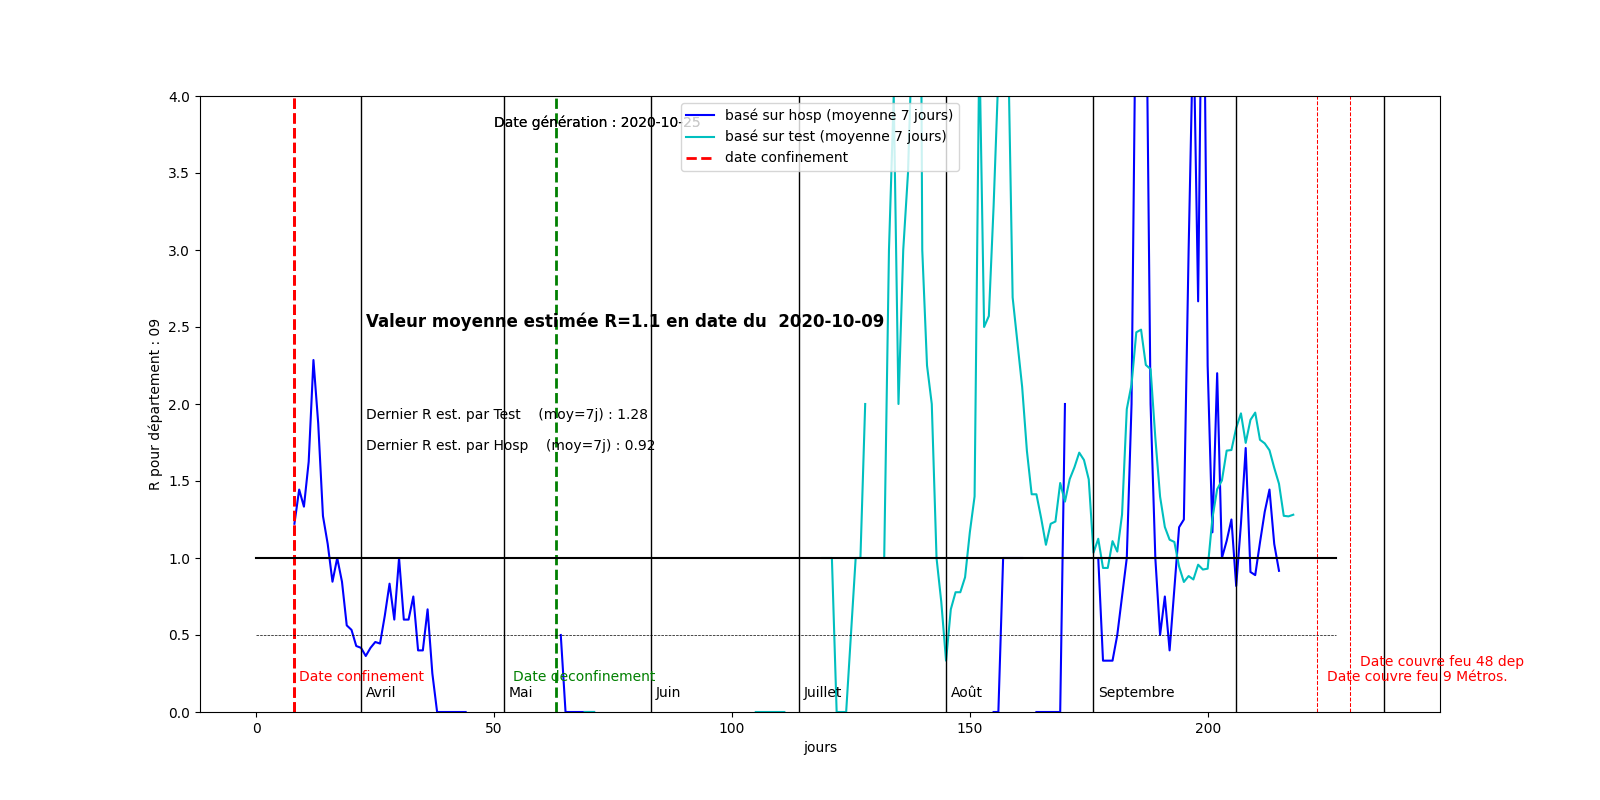 Date génération : 2020-10-25
basé sur hosp (moyenne 7 jours)
basé sur test (moyenne 7 jours)
date confinement
Valeur moyenne estimée R=1.1 en date du  2020-10-09
Dernier R est. par Test    (moy=7j) : 1.28
Dernier R est. par Hosp    (moy=7j) : 0.92
R pour département : 09
4.0
3.5
3.0
2.5
2.0
1.5
1.0
0.5
0.0
Date couvre feu 48 dep
Date confinement
Date deconfinement
Date couvre feu 9 Métros.
Avril
Mai
Juin
Juillet
Août
Septembre
0
50
100
150
200
jours